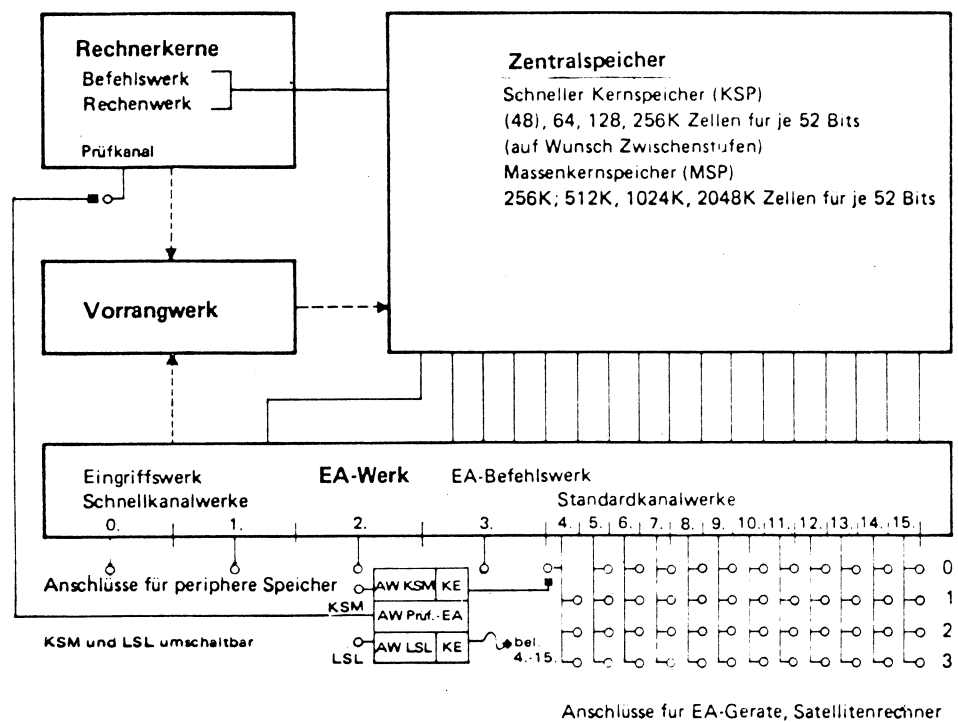 Rechnerkerne
Befehlswerk
Rechenwerk
Prüfkanal
Zentralspeicher
Schneller Kernspeicher (KSP)
(48), 64, 128, 256K Zellen fur je 52 Bits
(auf Wunsch Zwischenstufen)
Massenkernspeicher (MSP)
256K; 512K, 1024K, 2048K Zellen fur je 52 Bits
Vorrangwerk
Eingriffswerk EA-Werk EA-Befehlswerk
Schnellkanalwerke Standardkanalwerke
0. 1. 2. 3. 4. 5. 6. 7. 8. 9. 10. 11. 12. 13. 14. 15.
0
Anschlüsse für periphere Speicher AW KSM KE
KSM 1
AW Prüf.-EA
KSM und LSL umschaltbar 2
AW LSL KE bel.
LSL 4.-15. 3
Anschlüsse fur EA-Gerate, Satellitenrechner